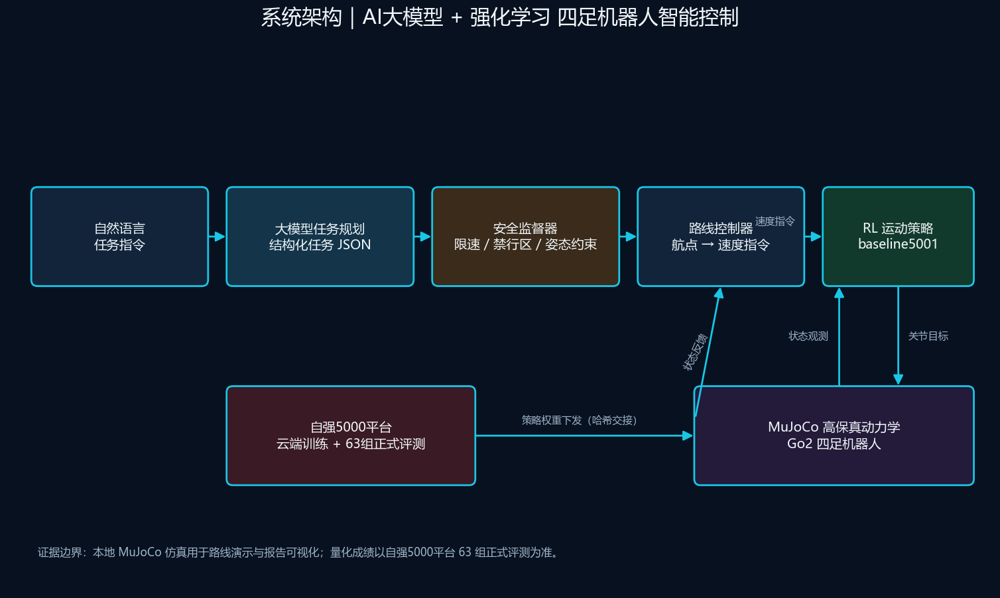 系统架构 | AI大模型 + 强化学习 四足机器人智能控制
自然语言
任务指令
大模型任务规划
结构化任务 JSON
安全监督器
限速 / 禁行区 / 姿态约束
路线控制器
航点 → 速度指令
速度指令
RL 运动策略
baseline5001
状态反馈
状态观测
关节目标
自强5000平台
云端训练 + 63组正式评测
策略权重下发（哈希交接）
MuJoCo 高保真动力学
Go2 四足机器人
证据边界：本地 MuJoCo 仿真用于路线演示与报告可视化；量化成绩以自强5000平台 63 组正式评测为准。